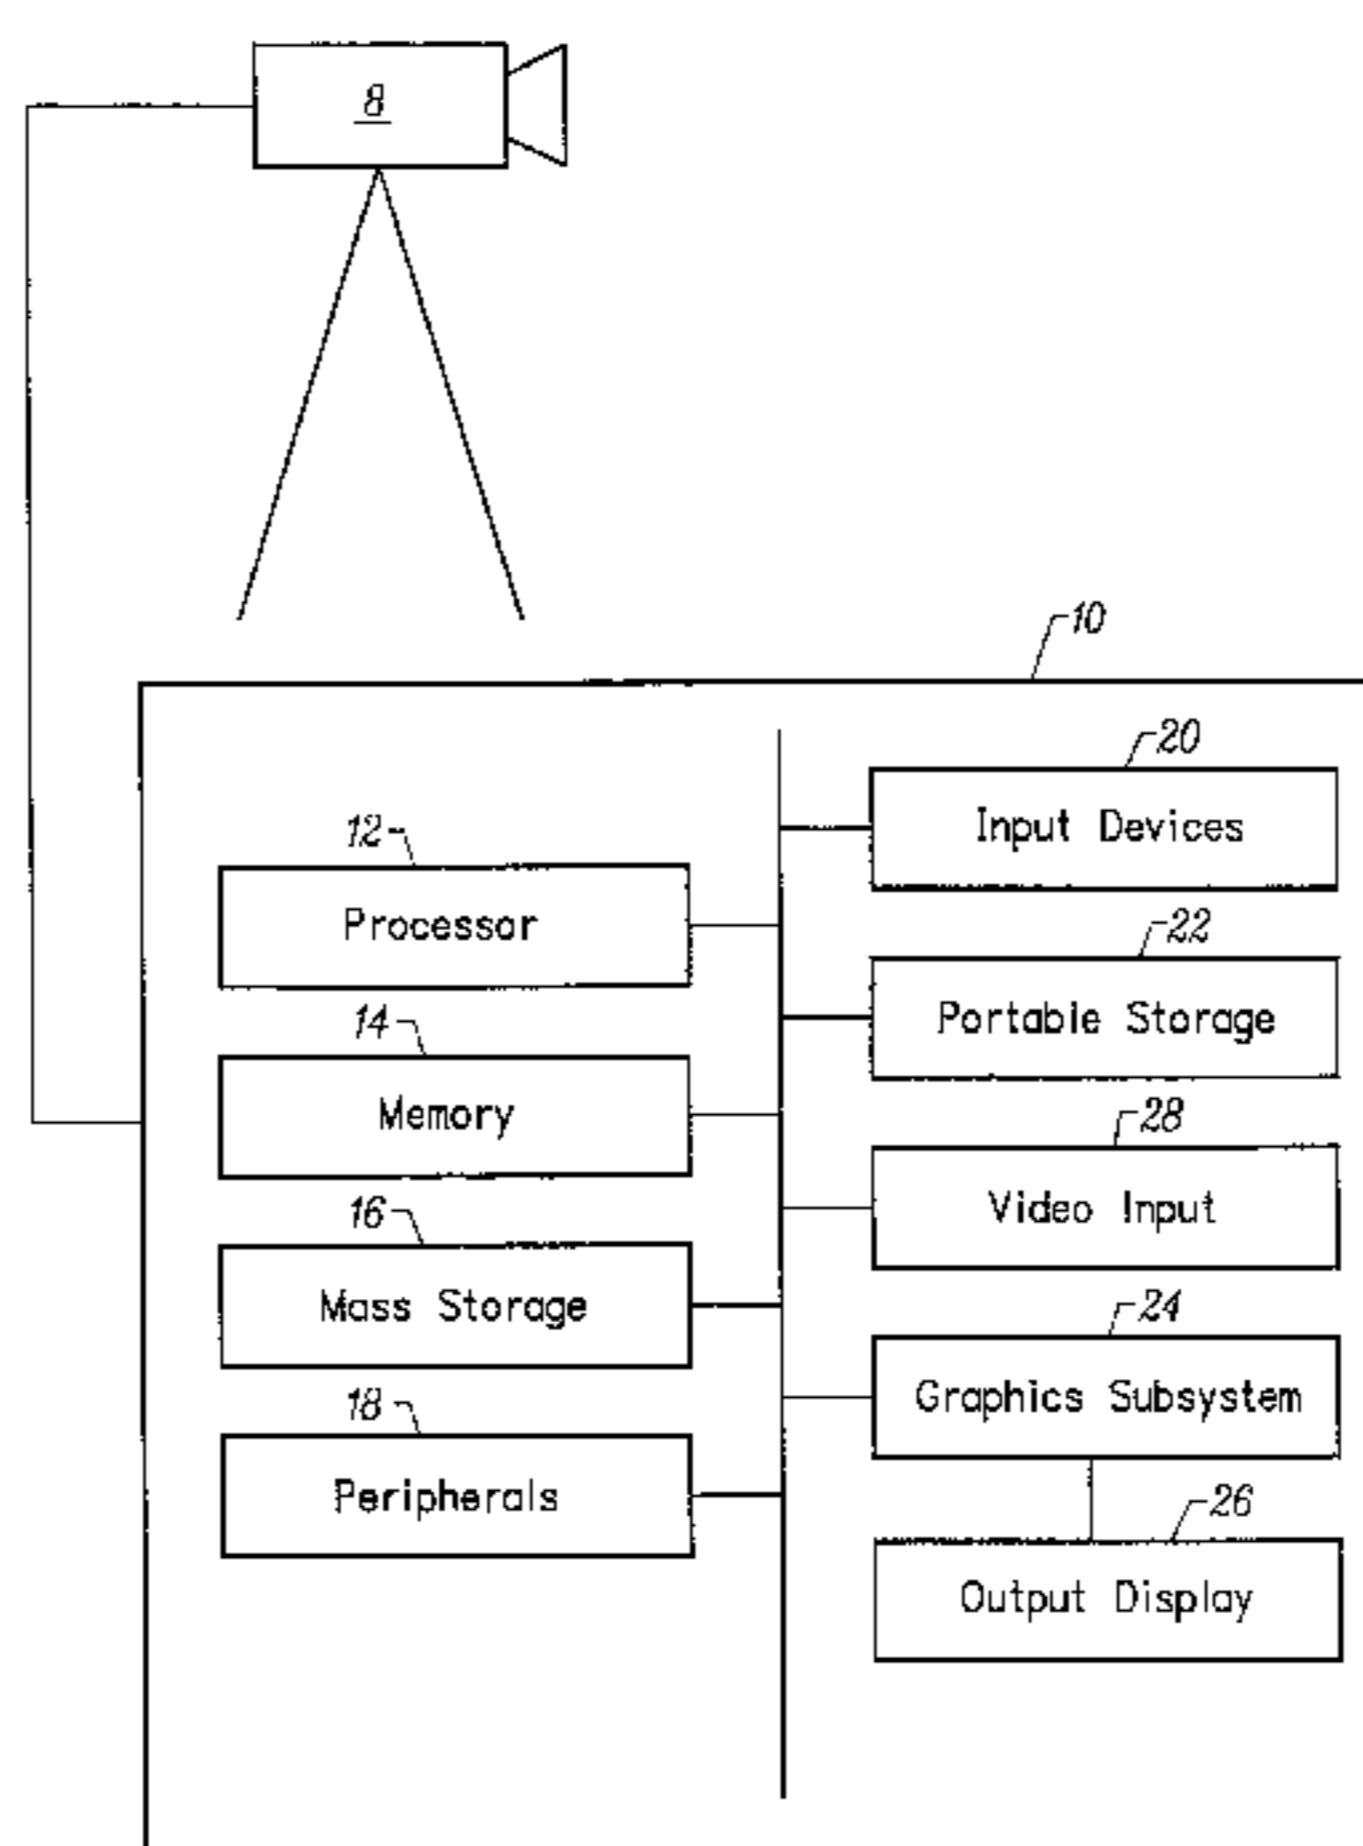 8
10
20
Input Devices
12
Processor
22
Portable Storage
14
Memory
28
Video Input
16
Mass Storage
24
Graphics Subsystem
18
Peripherals
26
Output Display